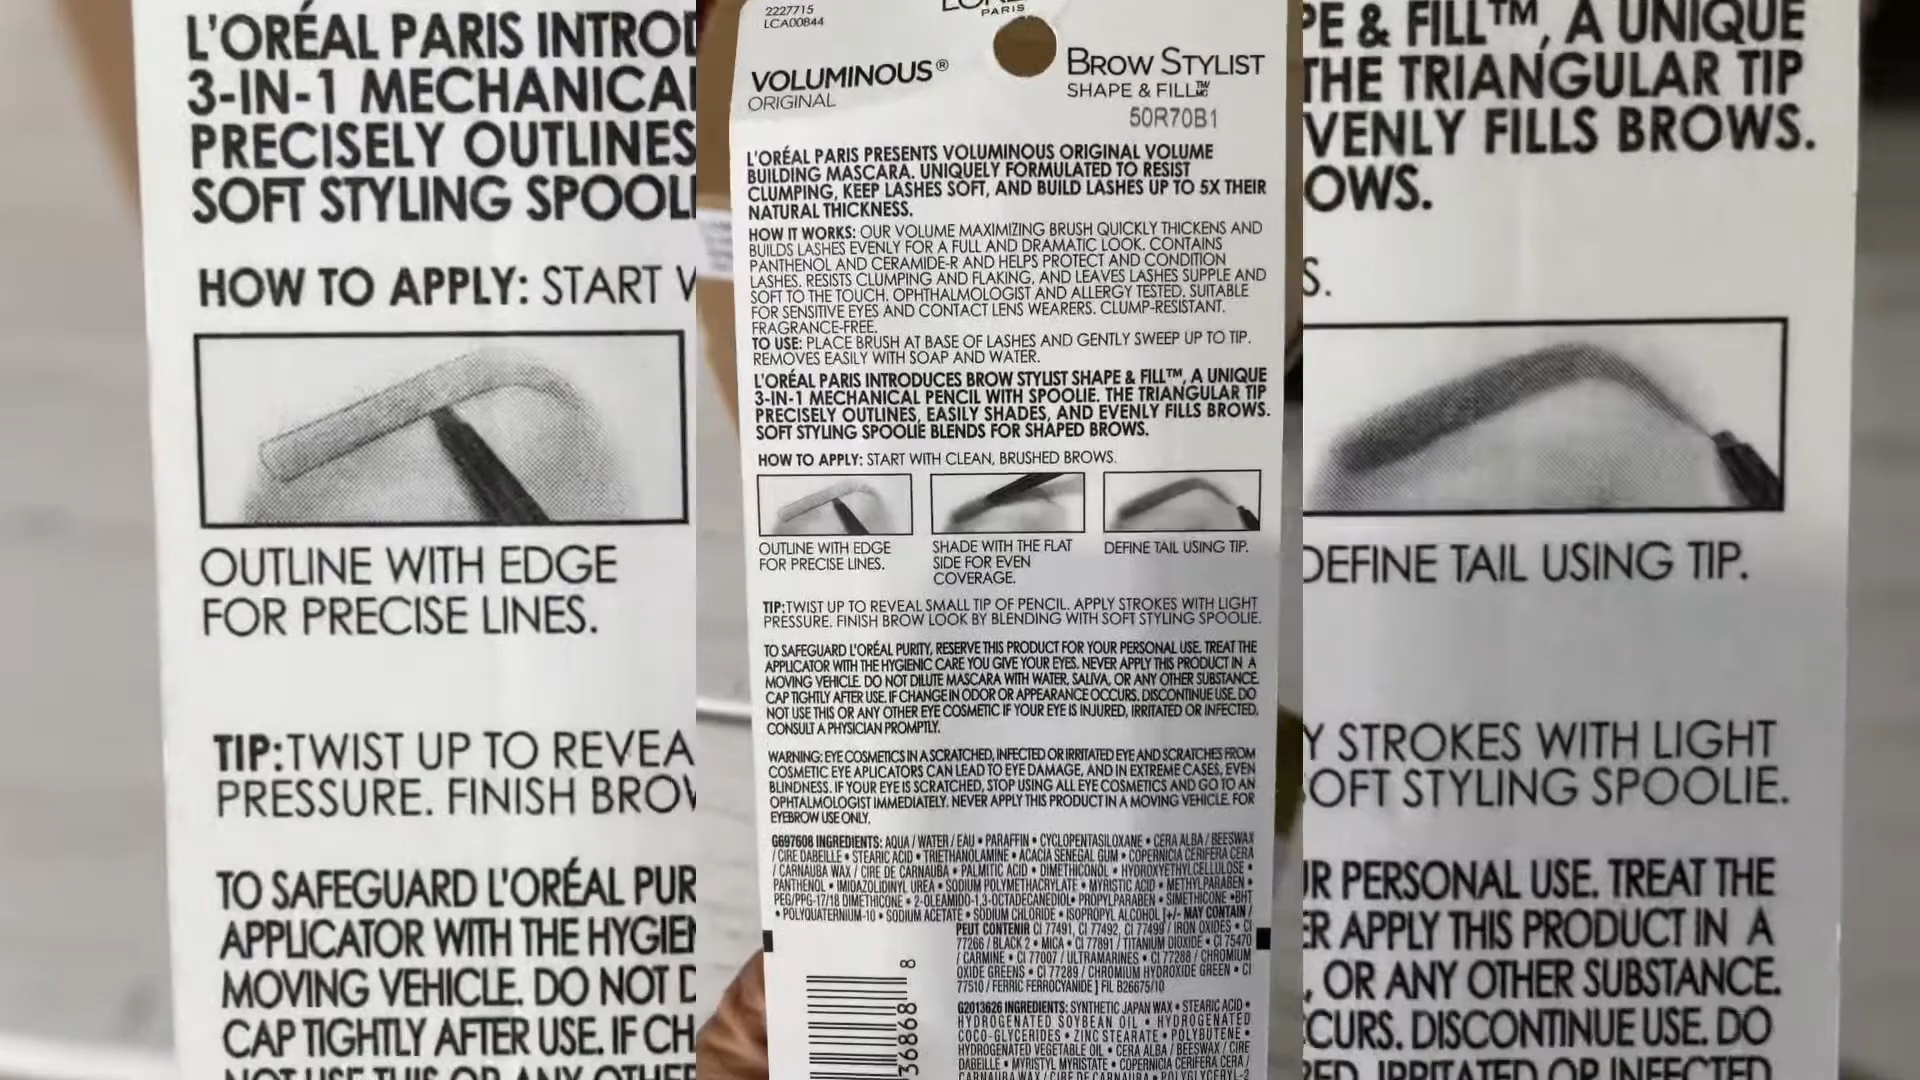 2227715
LCA00844
PARIS
VOLUMINOUS®
ORIGINAL
BROW STYLIST
SHAPE & FILL™
50R70B1
L'ORÉAL PARIS PRESENTS VOLUMINOUS ORIGINAL VOLUME
BUILDING MASCARA. UNIQUELY FORMULATED TO RESIST
CLUMPING, KEEP LASHES SOFT, AND BUILD LASHES UP TO 5X THEIR
NATURAL THICKNESS.
HOW IT WORKS: OUR VOLUME MAXIMIZING BRUSH QUICKLY THICKENS AND
BUILDS LASHES EVENLY FOR A FULL AND DRAMATIC LOOK. CONTAINS
PANTHENOL AND CERAMIDE-R AND HELPS PROTECT AND CONDITION
LASHES. RESISTS CLUMPING AND FLAKING, AND LEAVES LASHES SUPPLE AND
SOFT TO THE TOUCH. OPHTHALMOLOGIST AND ALLERGY TESTED. SUITABLE
FOR SENSITIVE EYES AND CONTACT LENS WEARERS. CLUMP-RESISTANT.
FRAGRANCE-FREE.
TO USE: PLACE BRUSH AT BASE OF LASHES AND GENTLY SWEEP UP TO TIP.
REMOVES EASILY WITH SOAP AND WATER.
L'ORÉAL PARIS INTRODUCES BROW STYLIST SHAPE & FILL™, A UNIQUE
3-IN-1 MECHANICAL PENCIL WITH SPOOLIE. THE TRIANGULAR TIP
PRECISELY OUTLINES, EASILY SHADES, AND EVENLY FILLS BROWS.
SOFT STYLING SPOOLIE BLENDS FOR SHAPED BROWS.
HOW TO APPLY: START WITH CLEAN, BRUSHED BROWS.
OUTLINE WITH EDGE
FOR PRECISE LINES.
SHADE WITH THE FLAT
SIDE FOR EVEN
COVERAGE.
DEFINE TAIL USING TIP.
TIP:TWIST UP TO REVEAL SMALL TIP OF PENCIL. APPLY STROKES WITH LIGHT
PRESSURE. FINISH BROW LOOK BY BLENDING WITH SOFT STYLING SPOOLIE.
TO SAFEGUARD L'ORÉAL PURITY, RESERVE THIS PRODUCT FOR YOUR PERSONAL USE. TREAT THE
APPLICATOR WITH THE HYGIENIC CARE YOU GIVE YOUR EYES. NEVER APPLY THIS PRODUCT IN A
MOVING VEHICLE. DO NOT DILUTE MASCARA WITH WATER, SALIVA, OR ANY OTHER SUBSTANCE.
CAP TIGHTLY AFTER USE. IF CHANGE IN ODOR OR APPEARANCE OCCURS. DISCONTINUE USE. DO
NOT USE THIS OR ANY OTHER EYE COSMETIC IF YOUR EYE IS INJURED, IRRITATED OR INFECTED.
CONSULT A PHYSICIAN PROMPTLY.
WARNING: EYE COSMETICS IN A SCRATCHED, INFECTED OR IRRITATED EYE AND SCRATCHES FROM
COSMETIC EYE APLICATORS CAN LEAD TO EYE DAMAGE, AND IN EXTREME CASES, EVEN
BLINDNESS. IF YOUR EYE IS SCRATCHED, STOP USING ALL EYE COSMETICS AND GO TO AN
OPHTALMOLOGIST IMMEDIATELY. NEVER APPLY THIS PRODUCT IN A MOVING VEHICLE. FOR
EYEBROW USE ONLY.
G697608 INGREDIENTS: AQUA / WATER / EAU • PARAFFIN • CYCLOPENTASILOXANE • CERA ALBA / BEESWAX
/ CIRE DABEILLE • STEARIC ACID • TRIETHANOLAMINE • ACACIA SENEGAL GUM • COPERNICIA CERIFERA CERA
/ CARNAUBA WAX / CIRE DE CARNAUBA • PALMITIC ACID • DIMETHICONOL • HYDROXYETHYLCELLULOSE •
PANTHENOL • IMIDAZOLIDINYL UREA • SODIUM POLYMETHACRYLATE • MYRISTIC ACID • METHYLPARABEN •
PEG/PPG-17/18 DIMETHICONE • 2-OLEAMIDO-1,3-OCTADECANEDIOL• PROPYLPARABEN • SIMETHICONE •BHT
• POLYQUATERNIUM-10 • SODIUM ACETATE • SODIUM CHLORIDE • ISOPROPYL ALCOHOL [+/- MAY CONTAIN /
PEUT CONTENIR CI 77491, CI 77492, CI 77499 / IRON OXIDES • CI
77266 / BLACK 2 • MICA • CI 77891 / TITANIUM DIOXIDE • CI 75470
/ CARMINE • CI 77007 / ULTRAMARINES • CI 77288 / CHROMIUM
OXIDE GREENS • CI 77289 / CHROMIUM HYDROXIDE GREEN • CI
77510 / FERRIC FERROCYANIDE ] FIL B26675/10
G2013626 INGREDIENTS: SYNTHETIC JAPAN WAX • STEARIC ACID •
HYDROGENATED SOYBEAN OIL • HYDROGENATED
COCO-GLYCERIDES • ZINC STEARATE • POLYBUTENE •
HYDROGENATED VEGETABLE OIL • CERA ALBA / BEESWAX / CIRE
DABEILLE • MYRISTYL MYRISTATE • COPERNICIA CERIFERA CERA /
CARNAUBA WAX / CIRE DE CARNAUBA • POLYGLYCERYL-2
36868 8
L'ORÉAL PARIS
3-IN-1
PRECISELY OUTLINES
SOFT STYLING
HOW TO APPLY: START
OUTLINE WITH EDGE
FOR PRECISE LINES.
TIP:TWIST UP TO
PRESSURE. FINISH
TO SAFEGUARD L'ORÉAL
APPLICATOR WITH THE
MOVING VEHICLE. DO NOT
CAP TIGHTLY AFTER USE. IF
& FILL™, A UNIQUE
THE TRIANGULAR TIP
FILLS BROWS.
DEFINE TAIL USING TIP.
STROKES WITH LIGHT
STYLING SPOOLIE.
PERSONAL USE. TREAT THE
APPLY THIS PRODUCT IN A
, OR ANY OTHER SUBSTANCE.
DISCONTINUE USE. DO